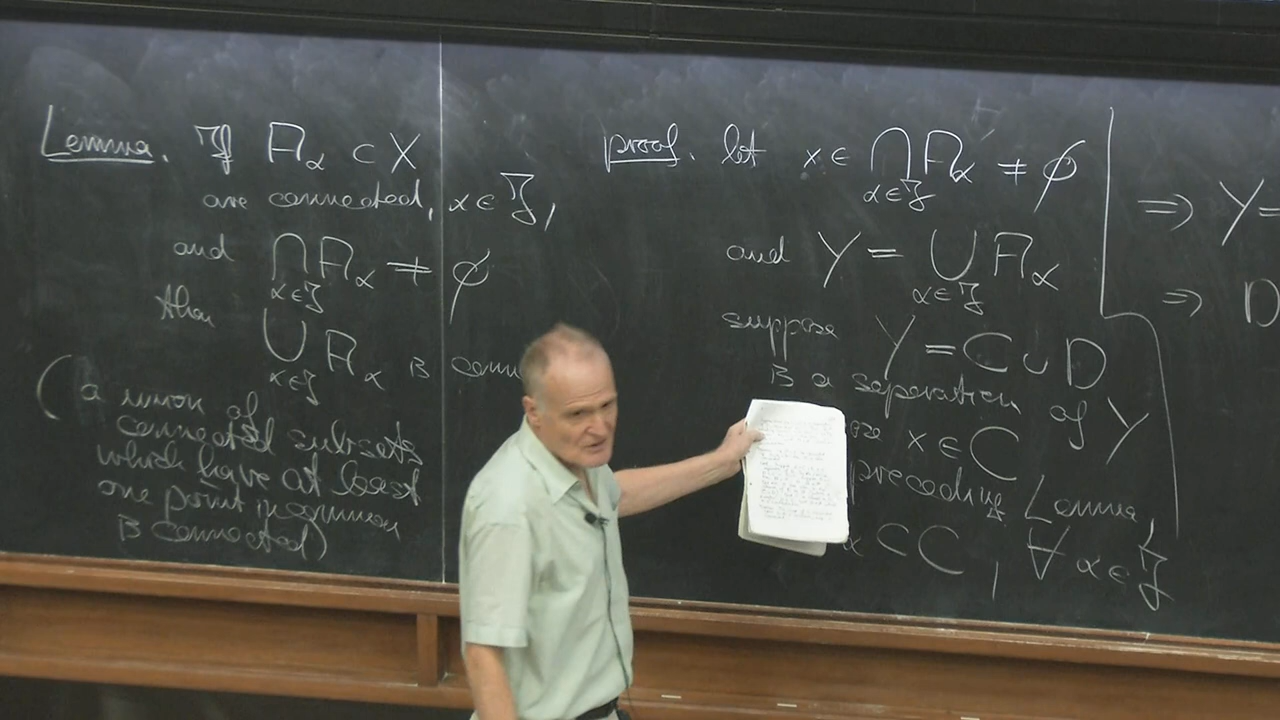 Lemma. If Aα ⊂ X
are connected, α ∈ J,
and ⋂ Aα ≠ ∅
α∈J
then
⋃ Aα is conn
α∈J
(a union of
connected subsets
which have at least
one point in common
is connected)
proof. let x ∈ ⋂ Aα ≠ ∅
α∈J
and Y = ⋃ Aα
α∈J
suppose Y = C ∪ D
is a separation of Y
x ∈ C
preceding Lemma,
α ⊂ C, ∀ α ∈ J
⇒ Y =
⇒ D